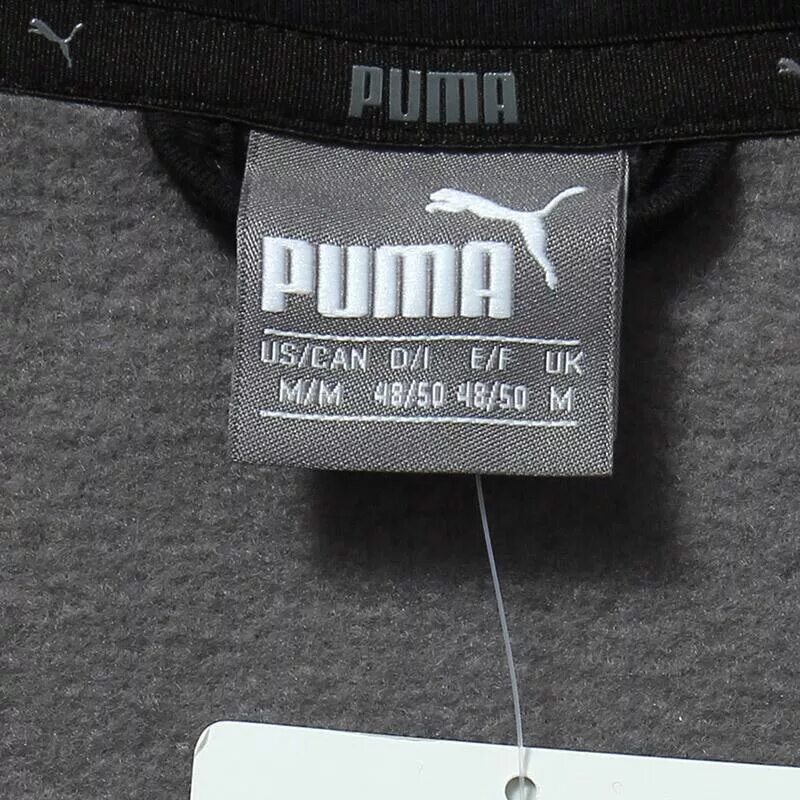 PUMA
PUMA
US/CAN D/I E/F UK
M/M 48/50 48/50 M